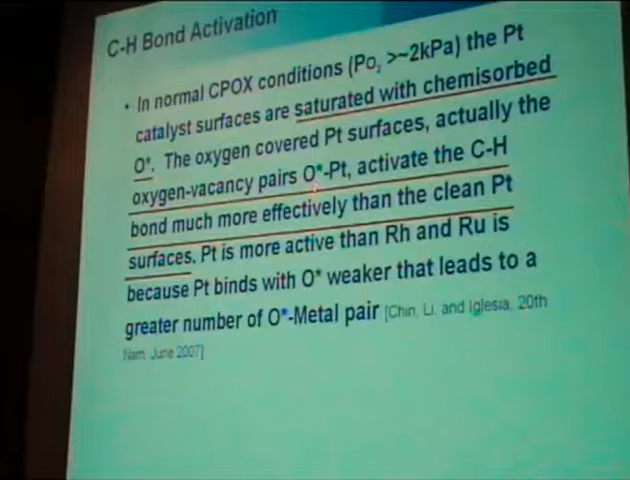 C-H Bond Activation
• In normal CPOX conditions (Po₂ >~2kPa) the Pt
catalyst surfaces are saturated with chemisorbed
O*. The oxygen covered Pt surfaces, actually the
oxygen-vacancy pairs O*-Pt, activate the C-H
bond much more effectively than the clean Pt
surfaces. Pt is more active than Rh and Ru is
because Pt binds with O* weaker that leads to a
greater number of O*-Metal pair [Chin, Li, and Iglesia, 20th
Nam, June 2007]